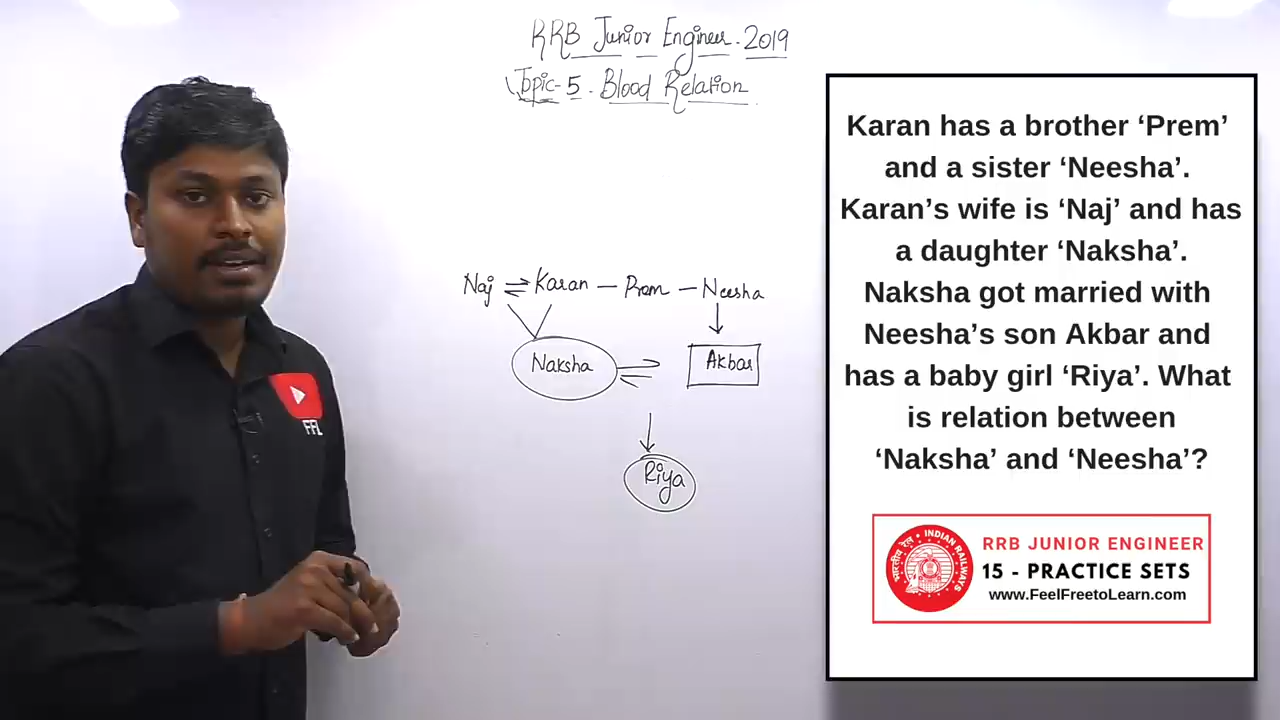 RRB Junior Engineer. 2019
Topic-5. Blood Relation
Naj ⇌ Karan — Prem — Neesha
Naksha
Akbar
Riya
FFL
Karan has a brother ‘Prem’
and a sister ‘Neesha’.
Karan’s wife is ‘Naj’ and has
a daughter ‘Naksha’.
Naksha got married with
Neesha’s son Akbar and
has a baby girl ‘Riya’. What
is relation between
‘Naksha’ and ‘Neesha’?
भारतीय रेल • INDIAN RAILWAYS
RRB JUNIOR ENGINEER
15 - PRACTICE SETS
www.FeelFreetoLearn.com